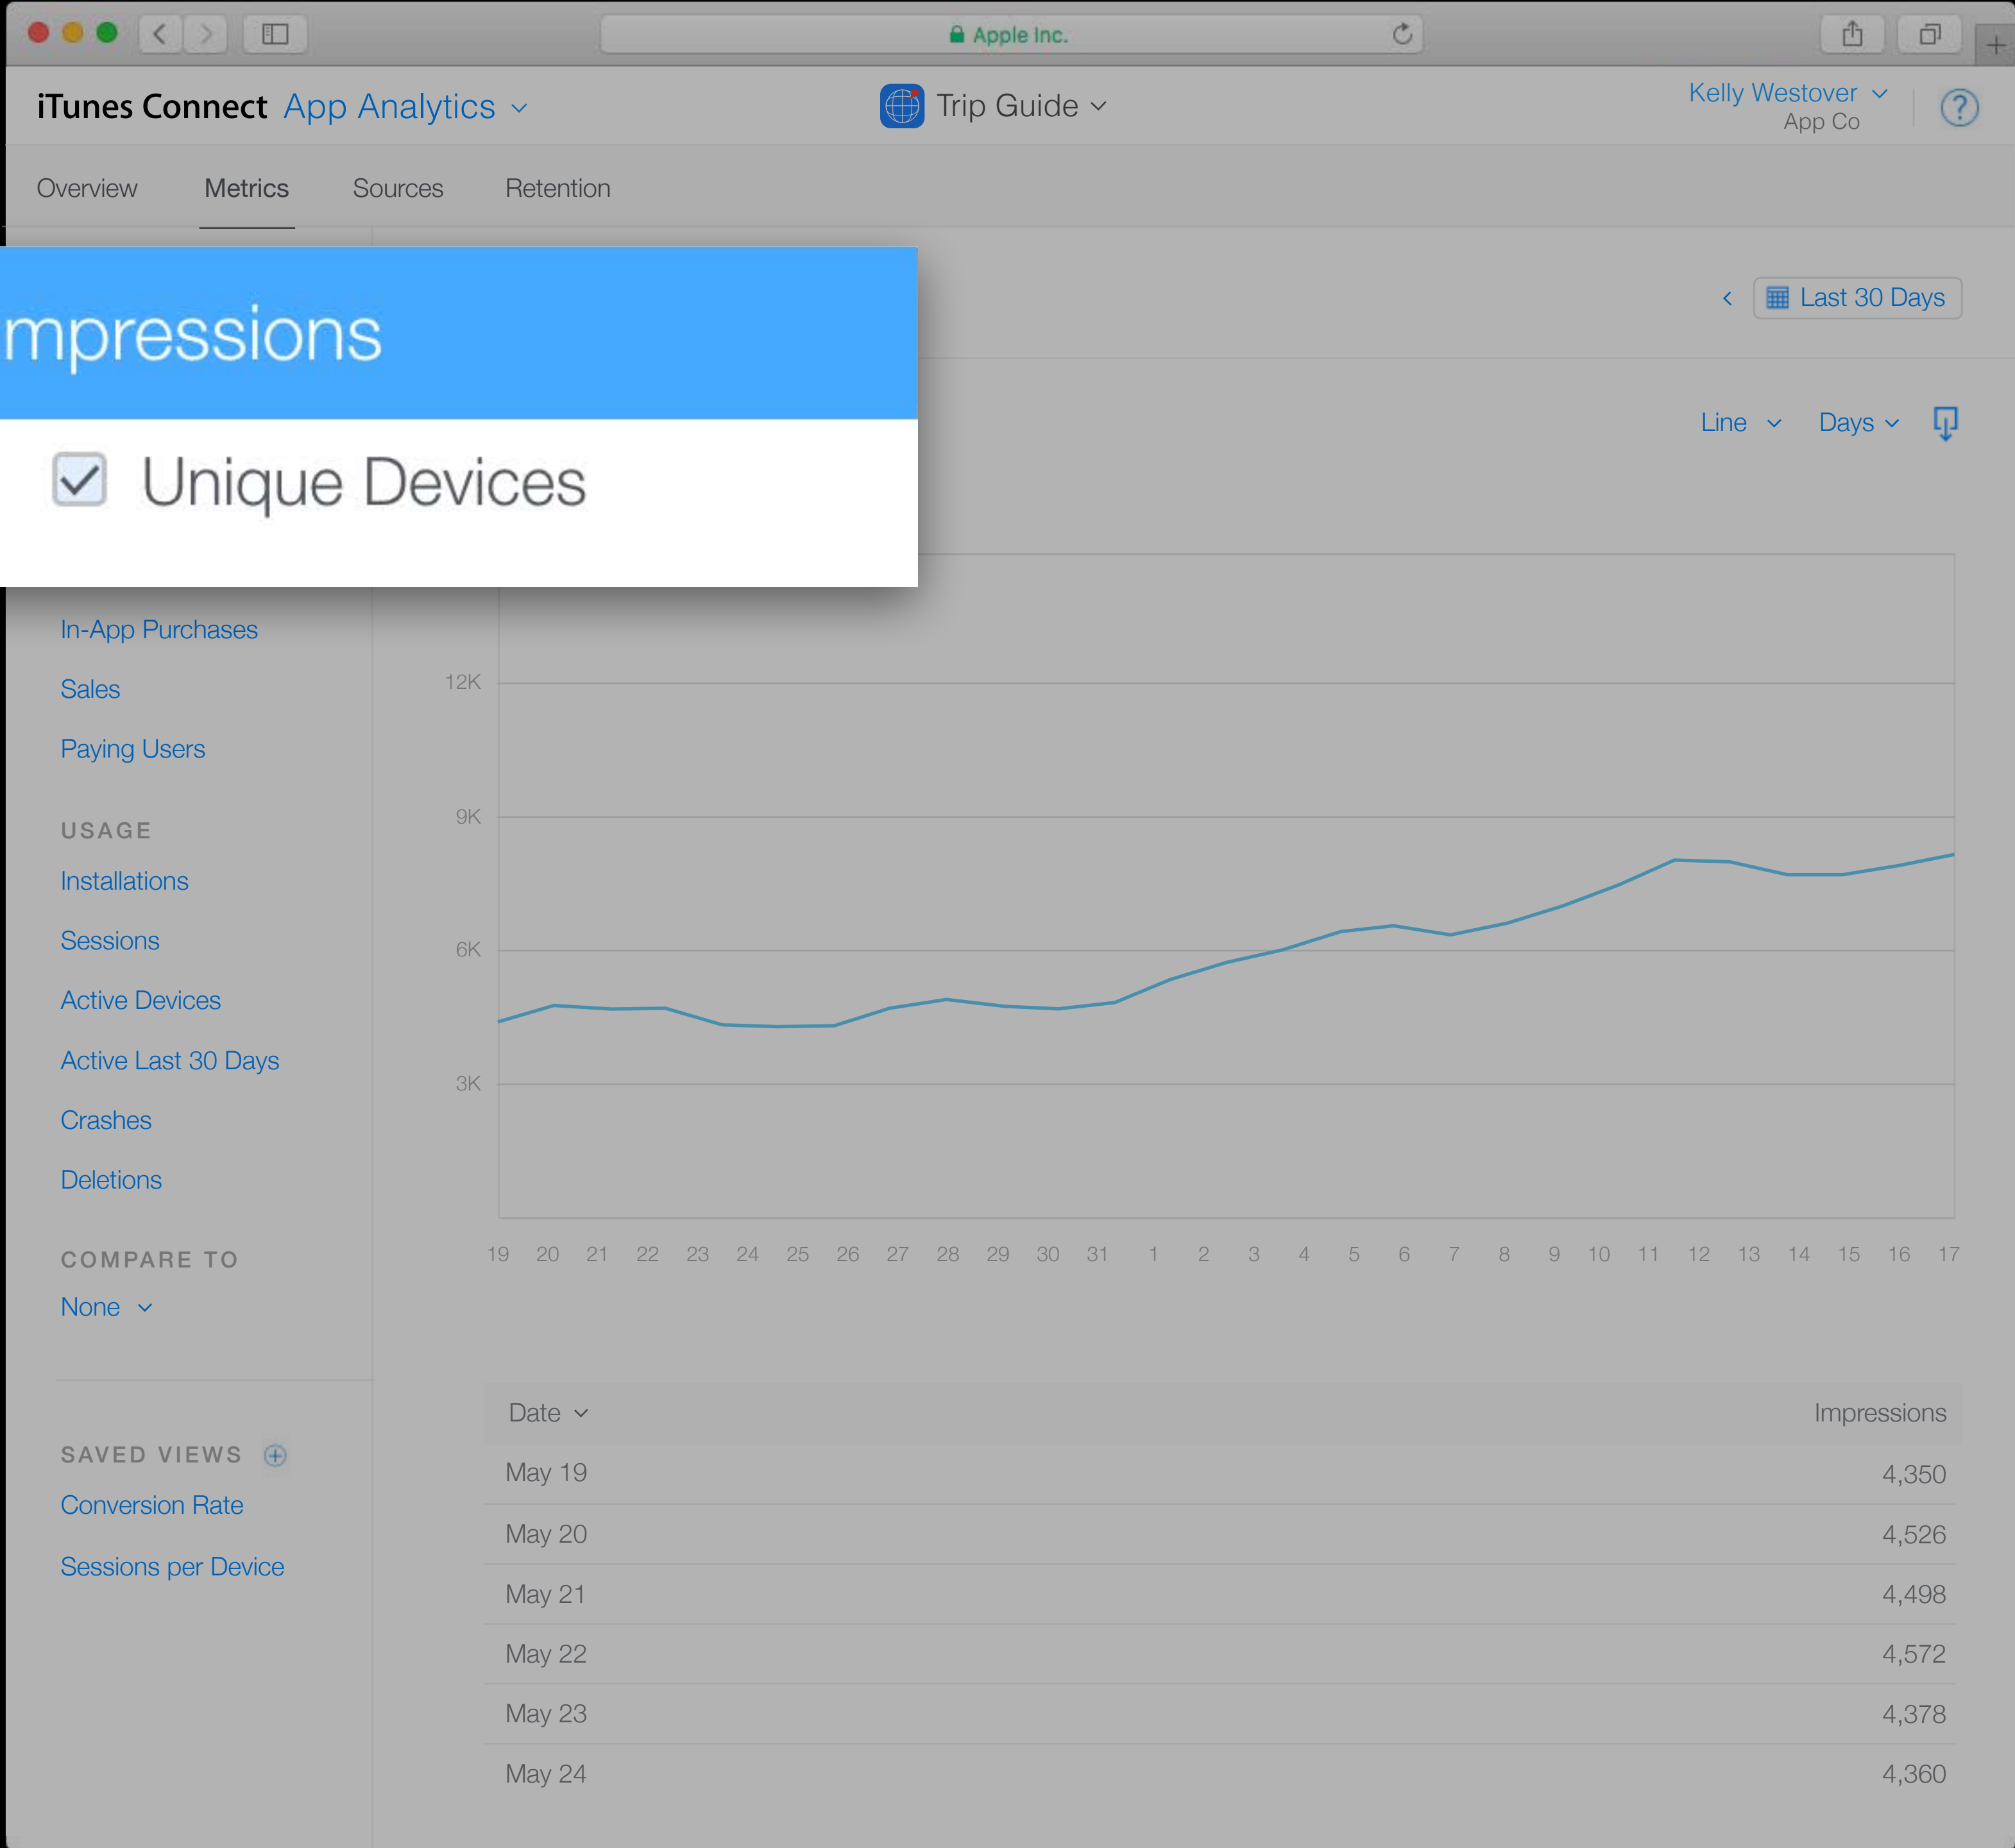 Apple Inc.
iTunes Connect App Analytics
Trip Guide
Kelly Westover
App Co
?
Overview Metrics Sources Retention
mpressions
Unique Devices
Last 30 Days
Line Days
In-App Purchases
Sales
Paying Users
USAGE
Installations
Sessions
Active Devices
Active Last 30 Days
Crashes
Deletions
COMPARE TO
None
SAVED VIEWS
Conversion Rate
Sessions per Device
12K
9K
6K
3K
19 20 21 22 23 24 25 26 27 28 29 30 31 1 2 3 4 5 6 7 8 9 10 11 12 13 14 15 16 17
Date Impressions
May 19 4,350
May 20 4,526
May 21 4,498
May 22 4,572
May 23 4,378
May 24 4,360